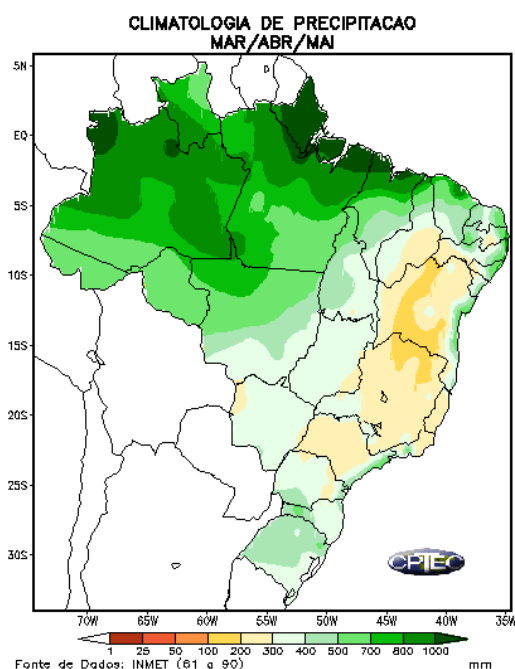 CLIMATOLOGIA DE PRECIPITACAO
MAR/ABR/MAI
5N
EQ
5S
10S
15S
20S
25S
30S
CPTEC
70W 65W 60W 55W 50W 45W 40W 35W
1 25 50 100 200 300 400 500 700 800 1000
Fonte de Dados: INMET (61 a 90) mm